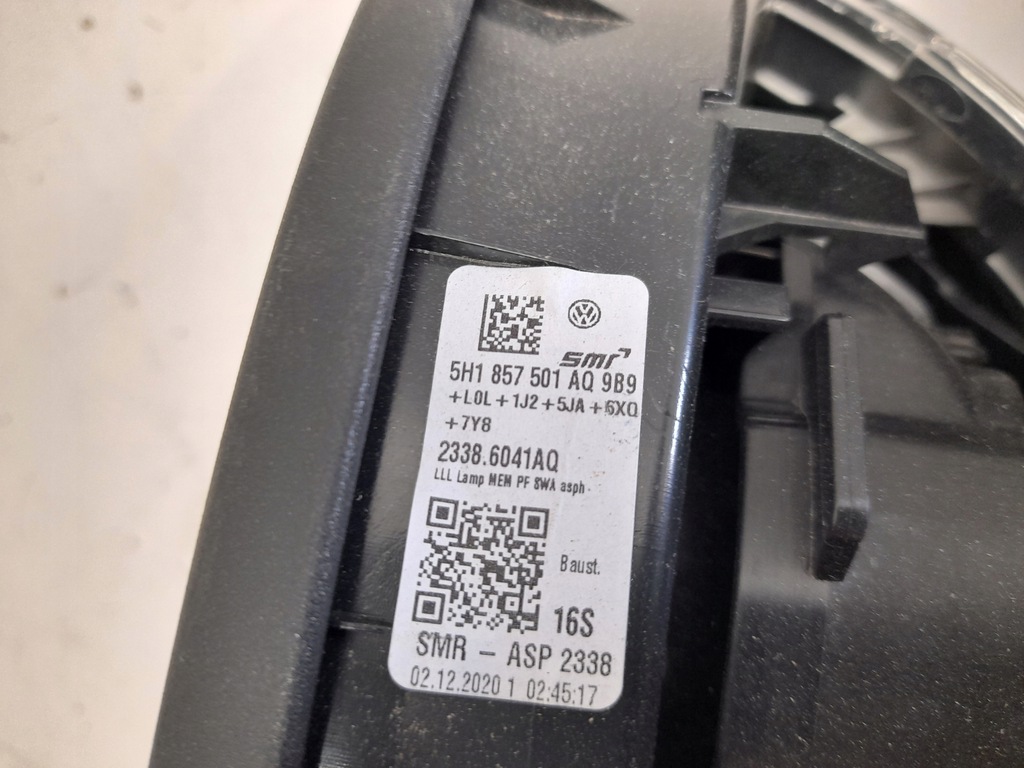 smr
5H1 857 501 AQ 9B9
+L0L+1J2+5JA+6XQ
+7Y8
2338.6041AQ
LLL Lamp MEM PF SWA asph.
Baust.
16S
SMR - ASP 2338
02.12.2020 1 02:45:17